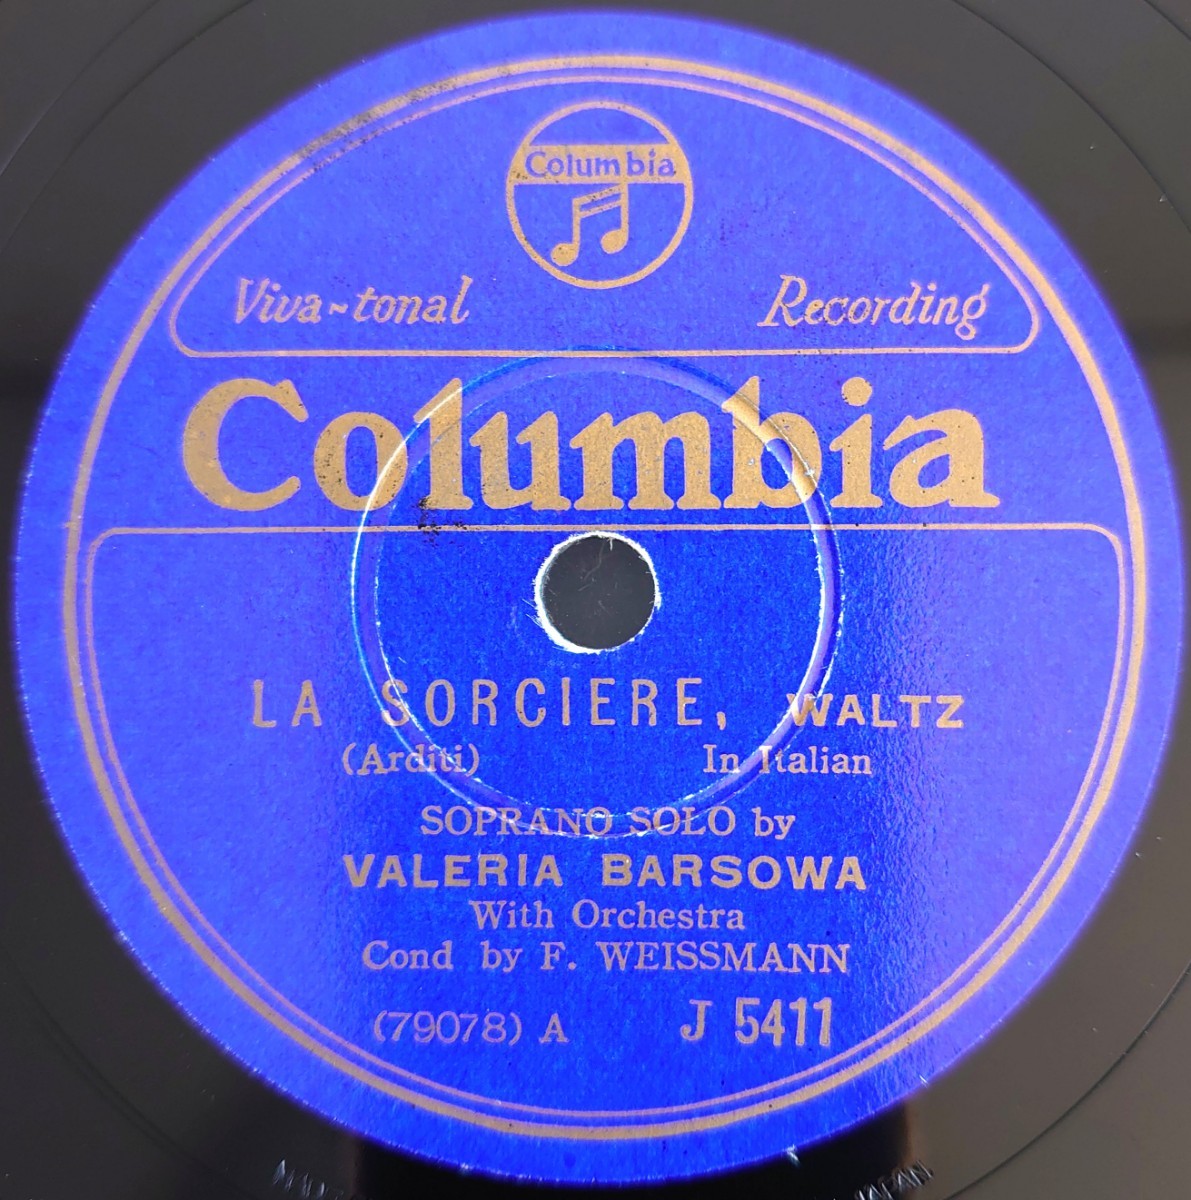 Columbia
Viva-tonal Recording
Columbia
LA SORCIERE, WALTZ
(Arditi) In Italian
SOPRANO SOLO by
VALERIA BARSOWA
With Orchestra
Cond by F. WEISSMANN
(79078) A J 5411
JAPAN